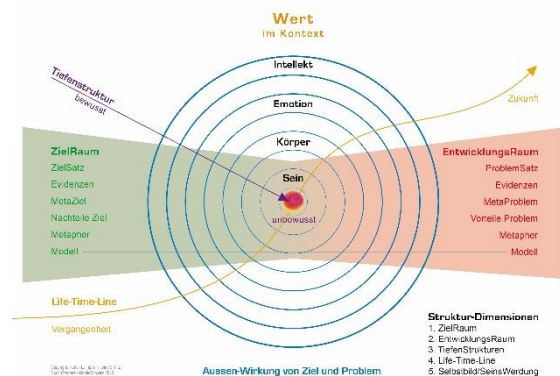 Wert
im Kontext
Intellekt
Tiefenstruktur
bewusst
Emotion
Zukunft
Körper
ZielRaum
ZielSatz
Evidenzen
MetaZiel
Nachteile Ziel
Metapher
Modell
Sein
unbewusst
EntwicklungsRaum
ProblemSatz
Evidenzen
MetaProblem
Vorteile Problem
Metapher
Modell
Life-Time-Line
Vergangenheit
Struktur-Dimensionen
1. ZielRaum
2. EntwicklungsRaum
3. TiefenStrukturen
4. Life-Time-Line
5. Selbsbild/SeinsWerdung
Aussen-Wirkung von Ziel und Problem